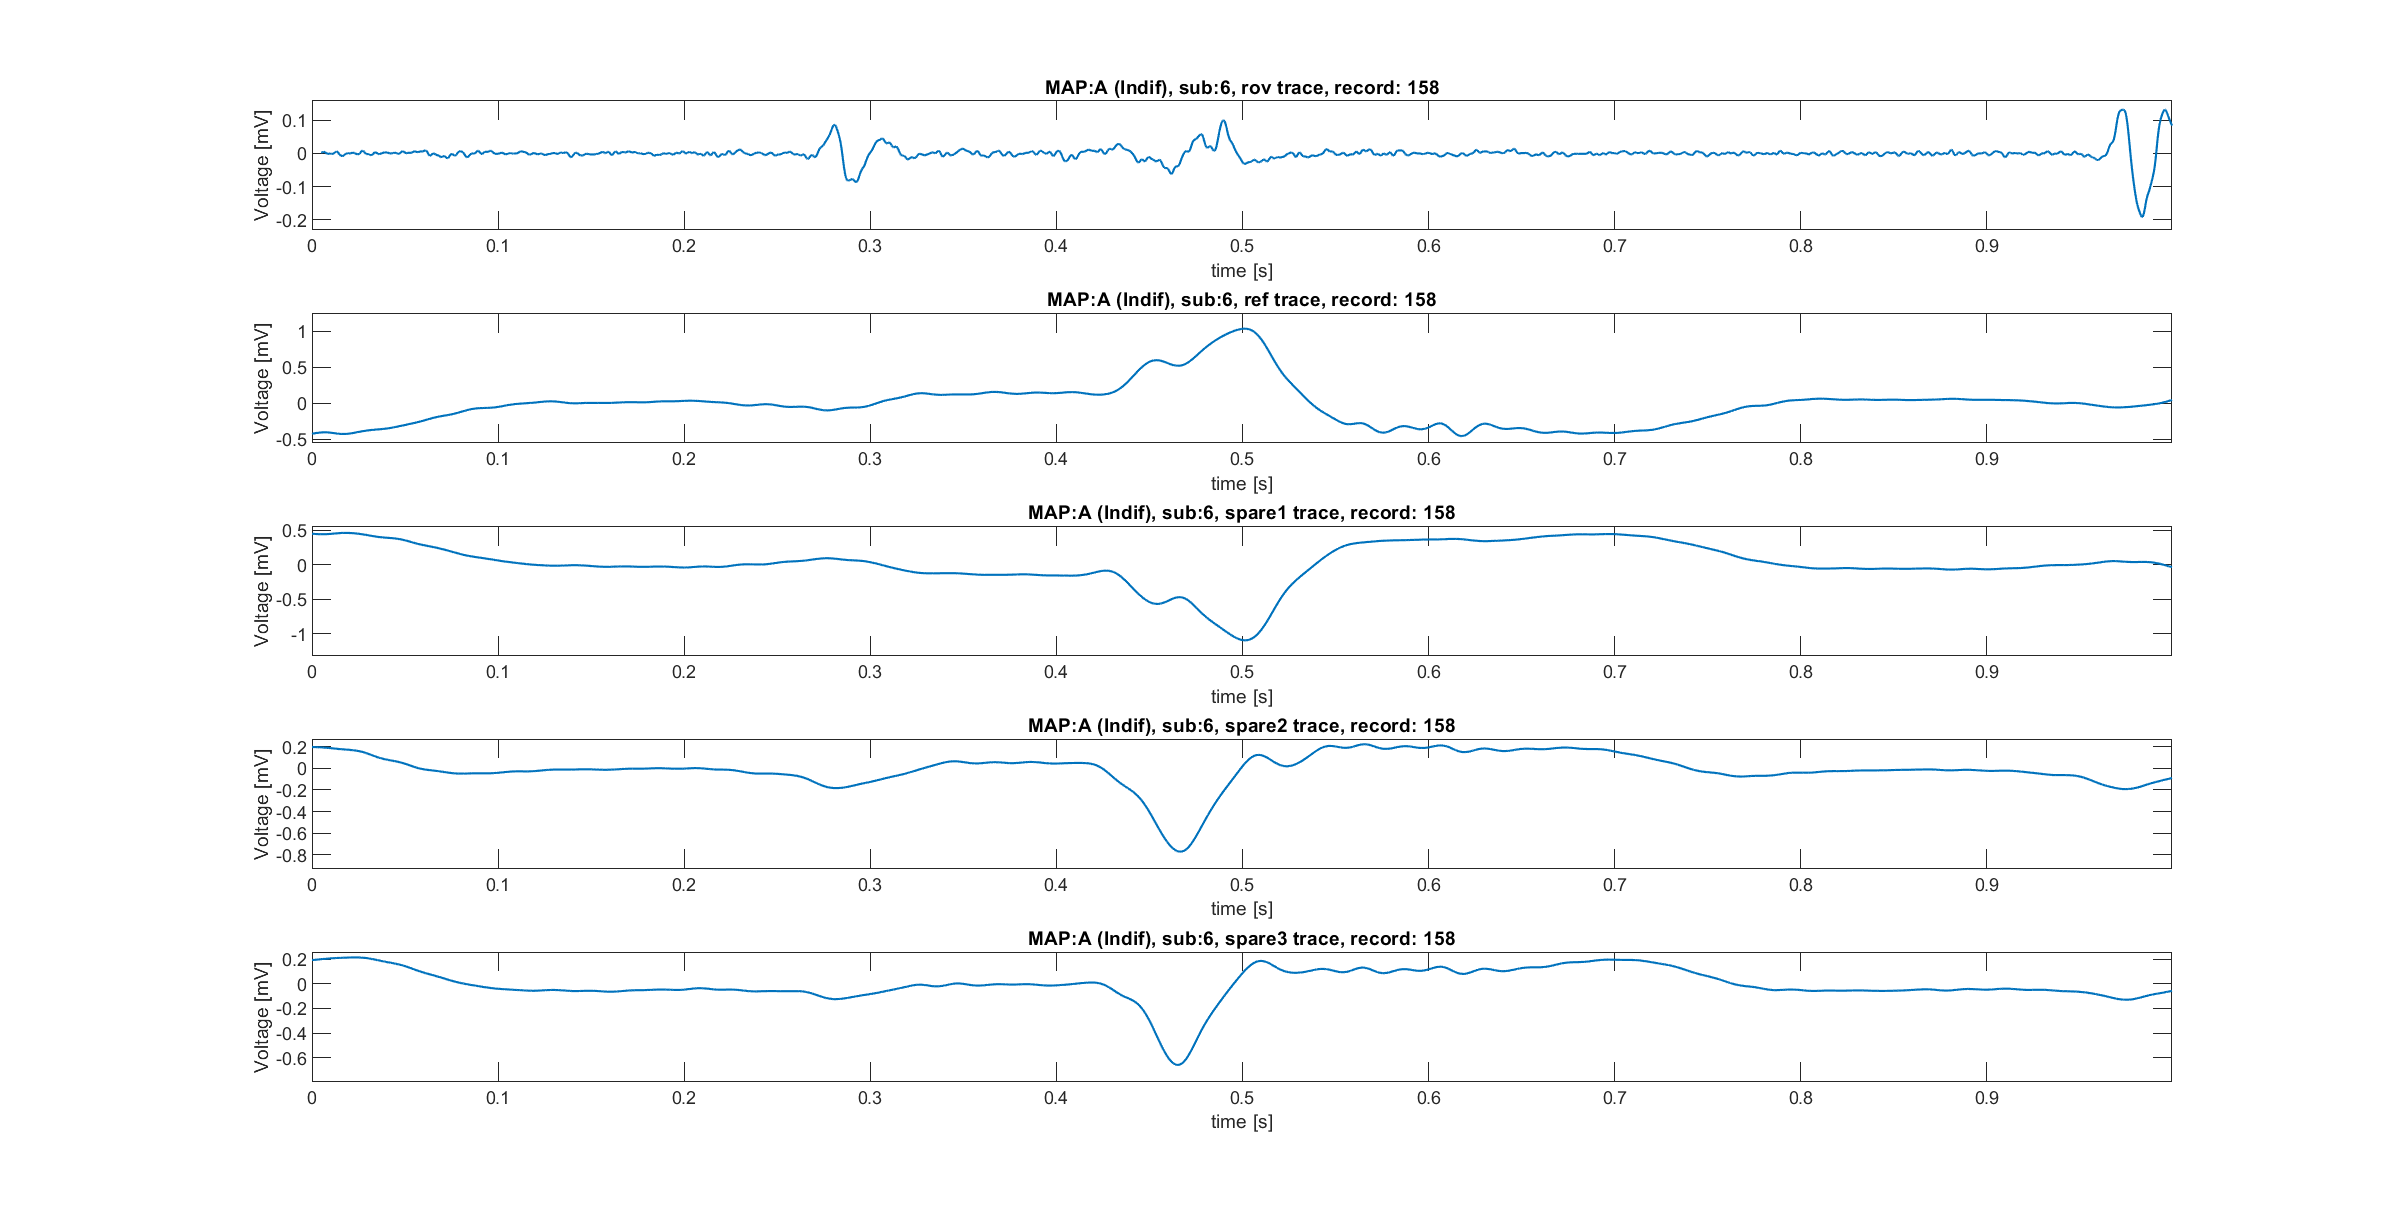 MAP:A (Indif), sub:6, rov trace, record: 158
Voltage [mV]
0.1
0
-0.1
-0.2
0 0.1 0.2 0.3 0.4 0.5 0.6 0.7 0.8 0.9
time [s]
MAP:A (Indif), sub:6, ref trace, record: 158
Voltage [mV]
1
0.5
0
-0.5
0 0.1 0.2 0.3 0.4 0.5 0.6 0.7 0.8 0.9
time [s]
MAP:A (Indif), sub:6, spare1 trace, record: 158
Voltage [mV]
0.5
0
-0.5
-1
0 0.1 0.2 0.3 0.4 0.5 0.6 0.7 0.8 0.9
time [s]
MAP:A (Indif), sub:6, spare2 trace, record: 158
Voltage [mV]
0.2
0
-0.2
-0.4
-0.6
-0.8
0 0.1 0.2 0.3 0.4 0.5 0.6 0.7 0.8 0.9
time [s]
MAP:A (Indif), sub:6, spare3 trace, record: 158
Voltage [mV]
0.2
0
-0.2
-0.4
-0.6
0 0.1 0.2 0.3 0.4 0.5 0.6 0.7 0.8 0.9
time [s]